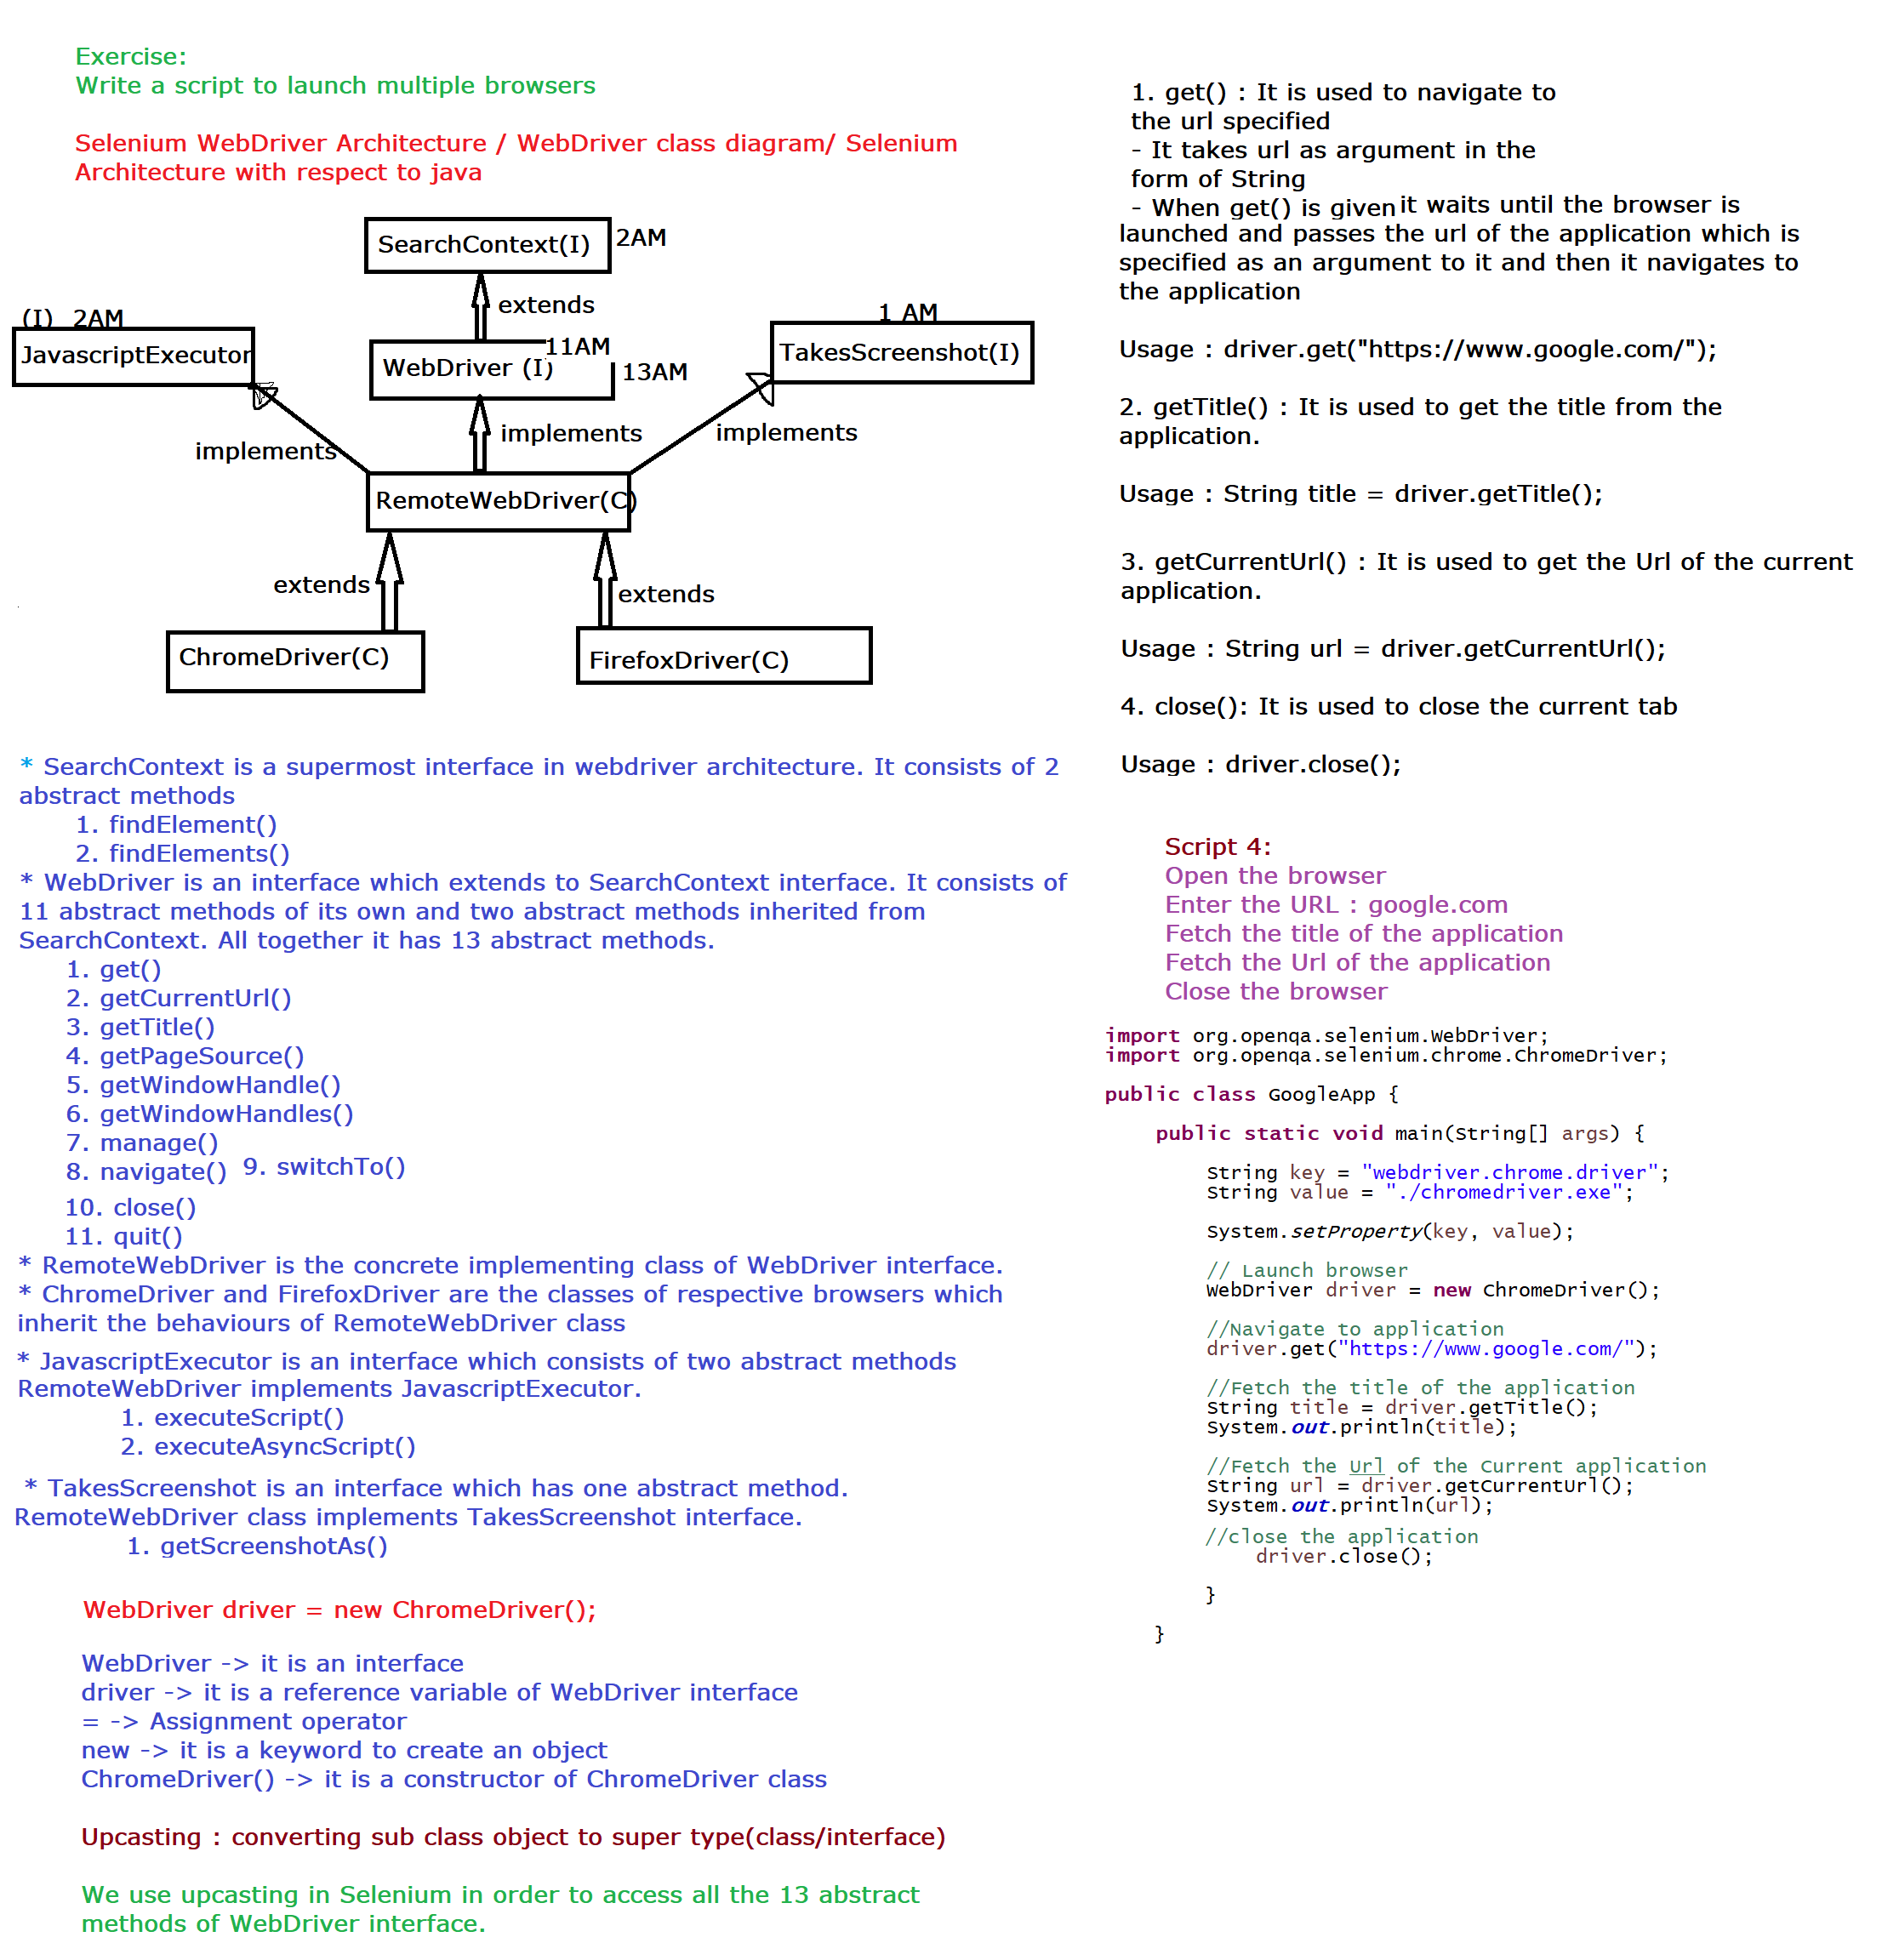 Exercise:
Write a script to launch multiple browsers
Selenium WebDriver Architecture / WebDriver class diagram/ Selenium
Architecture with respect to java
SearchContext(I) 2AM
extends
(I) 2AM
JavascriptExecutor
11AM
WebDriver (I) 13AM
1 AM
TakesScreenshot(I)
implements
implements
implements
RemoteWebDriver(C)
extends
extends
ChromeDriver(C)
FirefoxDriver(C)
* SearchContext is a supermost interface in webdriver architecture. It consists of 2
abstract methods
1. findElement()
2. findElements()
* WebDriver is an interface which extends to SearchContext interface. It consists of
11 abstract methods of its own and two abstract methods inherited from
SearchContext. All together it has 13 abstract methods.
1. get()
2. getCurrentUrl()
3. getTitle()
4. getPageSource()
5. getWindowHandle()
6. getWindowHandles()
7. manage()
8. navigate() 9. switchTo()
10. close()
11. quit()
* RemoteWebDriver is the concrete implementing class of WebDriver interface.
* ChromeDriver and FirefoxDriver are the classes of respective browsers which
inherit the behaviours of RemoteWebDriver class
* JavascriptExecutor is an interface which consists of two abstract methods
RemoteWebDriver implements JavascriptExecutor.
1. executeScript()
2. executeAsyncScript()
* TakesScreenshot is an interface which has one abstract method.
RemoteWebDriver class implements TakesScreenshot interface.
1. getScreenshotAs()
WebDriver driver = new ChromeDriver();
WebDriver -> it is an interface
driver -> it is a reference variable of WebDriver interface
= -> Assignment operator
new -> it is a keyword to create an object
ChromeDriver() -> it is a constructor of ChromeDriver class
Upcasting : converting sub class object to super type(class/interface)
We use upcasting in Selenium in order to access all the 13 abstract
methods of WebDriver interface.
1. get() : It is used to navigate to
the url specified
- It takes url as argument in the
form of String
- When get() is given it waits until the browser is
launched and passes the url of the application which is
specified as an argument to it and then it navigates to
the application
Usage : driver.get("https://www.google.com/");
2. getTitle() : It is used to get the title from the
application.
Usage : String title = driver.getTitle();
3. getCurrentUrl() : It is used to get the Url of the current
application.
Usage : String url = driver.getCurrentUrl();
4. close(): It is used to close the current tab
Usage : driver.close();
Script 4:
Open the browser
Enter the URL : google.com
Fetch the title of the application
Fetch the Url of the application
Close the browser
import org.openqa.selenium.WebDriver;
import org.openqa.selenium.chrome.ChromeDriver;
public class GoogleApp {
public static void main(String[] args) {
String key = "webdriver.chrome.driver";
String value = "./chromedriver.exe";
System.setProperty(key, value);
// Launch browser
WebDriver driver = new ChromeDriver();
//Navigate to application
driver.get("https://www.google.com/");
//Fetch the title of the application
String title = driver.getTitle();
System.out.println(title);
//Fetch the Url of the Current application
String url = driver.getCurrentUrl();
System.out.println(url);
//close the application
driver.close();
}
}